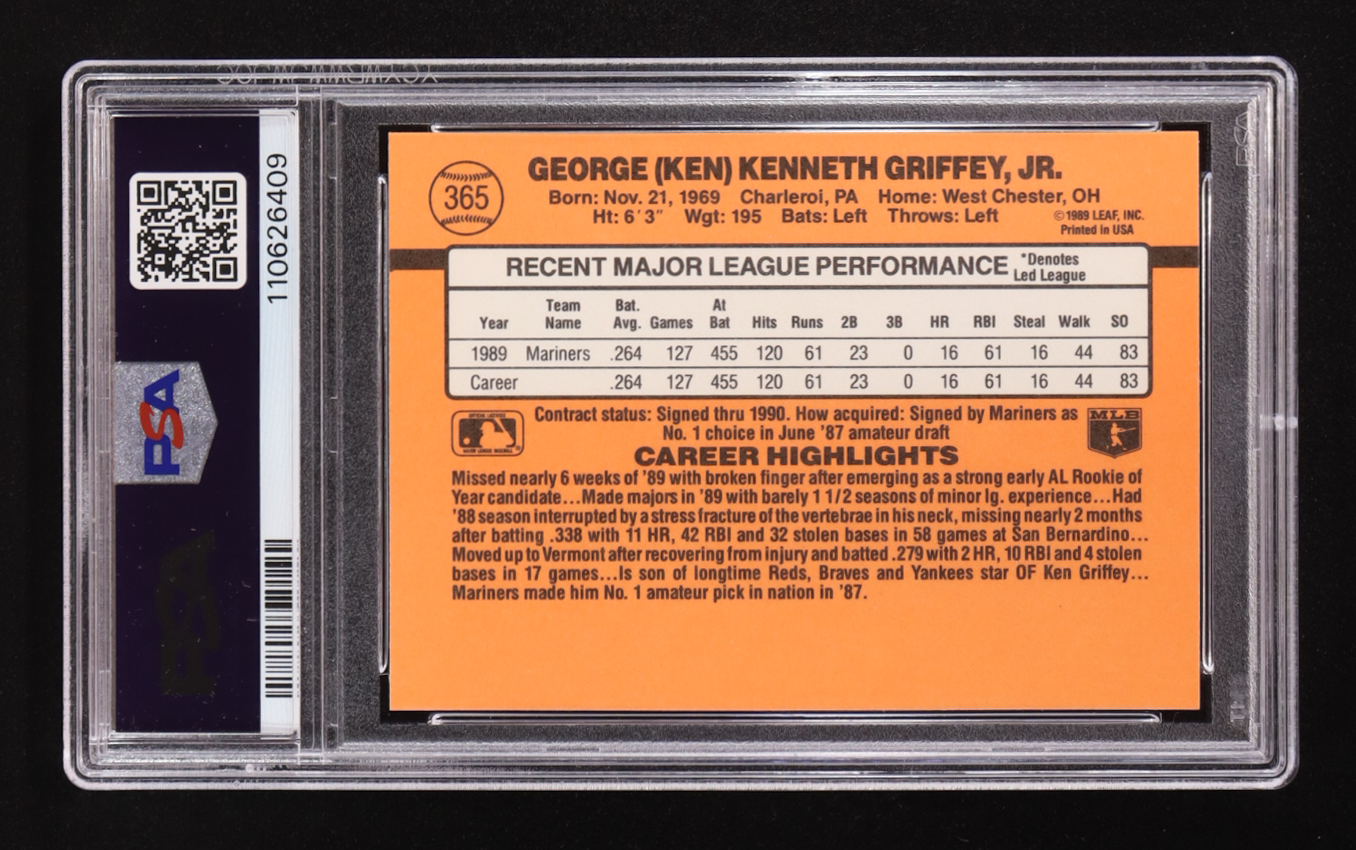 110626409
PSA
365
GEORGE (KEN) KENNETH GRIFFEY, JR.
Born: Nov. 21, 1969 Charleroi, PA Home: West Chester, OH
Ht: 6'3" Wgt: 195 Bats: Left Throws: Left
©1989 LEAF, INC.
Printed in USA
RECENT MAJOR LEAGUE PERFORMANCE
*Denotes
Led League
Year Team Name Bat. Avg. Games At Bat Hits Runs 2B 3B HR RBI Steal Walk SO
1989 Mariners .264 127 455 120 61 23 0 16 61 16 44 83
Career .264 127 455 120 61 23 0 16 61 16 44 83
Contract status: Signed thru 1990. How acquired: Signed by Mariners as
No. 1 choice in June '87 amateur draft
MLB
CAREER HIGHLIGHTS
Missed nearly 6 weeks of '89 with broken finger after emerging as a strong early AL Rookie of
Year candidate...Made majors in '89 with barely 1 1/2 seasons of minor lg. experience...Had
'88 season interrupted by a stress fracture of the vertebrae in his neck, missing nearly 2 months
after batting .338 with 11 HR, 42 RBI and 32 stolen bases in 58 games at San Bernardino...
Moved up to Vermont after recovering from injury and batted .279 with 2 HR, 10 RBI and 4 stolen
bases in 17 games...Is son of longtime Reds, Braves and Yankees star OF Ken Griffey...
Mariners made him No. 1 amateur pick in nation in '87.
PSA